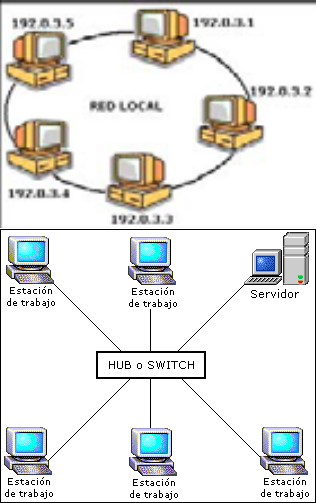 192.0.3.5
192.0.3.1
192.0.3.2
RED LOCAL
192.0.3.4
192.0.3.3
Estación
de trabajo
Estación
de trabajo
Servidor
HUB o SWITCH
Estación
de trabajo
Estación
de trabajo
Estación
de trabajo